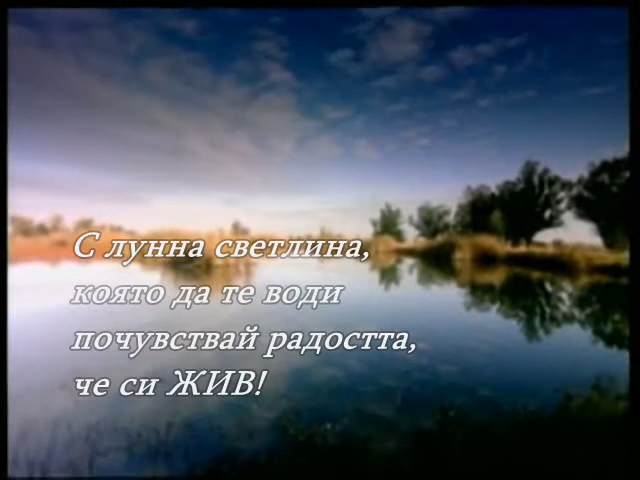 С лунна светлина,
която да те води
почувствай радостта,
че си ЖИВ!